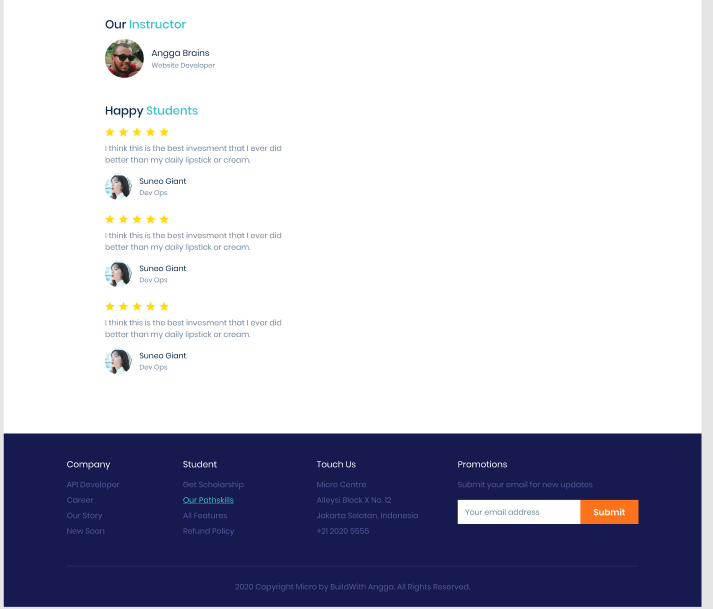 Our Instructor
Angga Brains
Website Developer
Happy Students
I think this is the best invesment that I ever did
better than my daily lipstick or cream.
Suneo Giant
Dev Ops
I think this is the best invesment that I ever did
better than my daily lipstick or cream.
Suneo Giant
Dev Ops
I think this is the best invesment that I ever did
better than my daily lipstick or cream.
Suneo Giant
Dev Ops
Company
API Developer
Career
Our Story
New Soon
Student
Get Scholarship
Our Pathskills
All Features
Refund Policy
Touch Us
Micro Centre
Alleysi Block X No. 12
Jakarta Selatan, Indonesia
+21 2020 5555
Promotions
Submit your email for new updates
Your email address
Submit
2020 Copyright Micro by BuildWith Angga. All Rights Reserved.